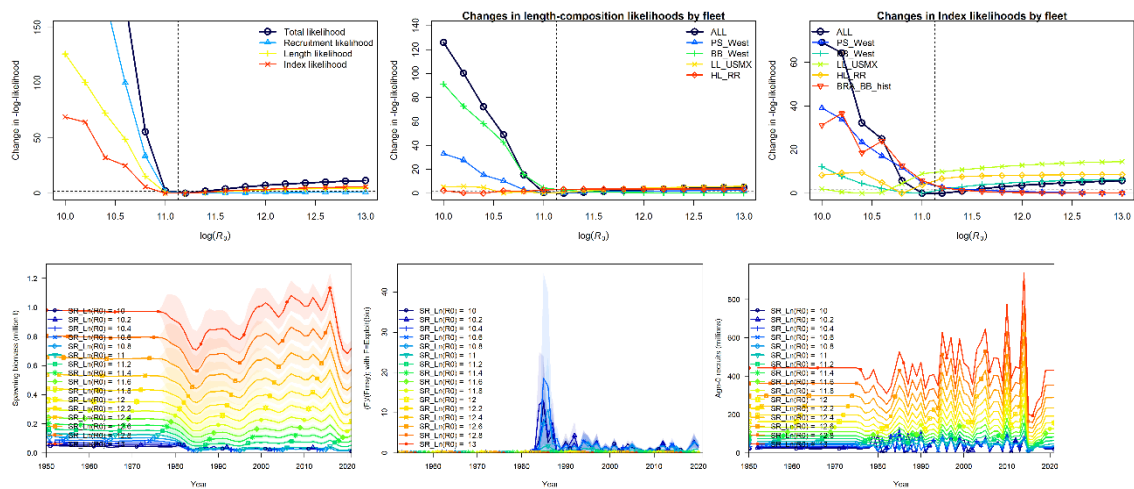 Changes in length-composition likelihoods by fleet
Changes in Index likelihoods by fleet
Change in -log-likelihood
150
100
50
0
Total likelihood
Recruitment likelihood
Length likelihood
Index likelihood
10.0 10.5 11.0 11.5 12.0 12.5 13.0
log(R0)
Change in -log-likelihood
150
100
50
0
ALL
PS_West
BB_West
LL_USMX
HL_RR
10.0 10.5 11.0 11.5 12.0 12.5 13.0
log(R0)
Change in -log-likelihood
80
60
40
20
0
ALL
PS_West
BB_West
LL_USMX
HL_RR
BRA_BB_hist
10.0 10.5 11.0 11.5 12.0 12.5 13.0
log(R0)
Spawning biomass (million t)
1.2
1.0
0.8
0.6
0.4
0.2
0.0
SR_Ln(R0) = 10
SR_Ln(R0) = 10.2
SR_Ln(R0) = 10.4
SR_Ln(R0) = 10.6
SR_Ln(R0) = 10.8
SR_Ln(R0) = 11
SR_Ln(R0) = 11.2
SR_Ln(R0) = 11.4
SR_Ln(R0) = 11.6
SR_Ln(R0) = 11.8
SR_Ln(R0) = 12
SR_Ln(R0) = 12.2
SR_Ln(R0) = 12.4
SR_Ln(R0) = 12.6
SR_Ln(R0) = 12.8
1950 1960 1970 1980 1990 2000 2010 2020
Year
40
30
20
10
0
SR_Ln(R0) = 10
SR_Ln(R0) = 10.2
SR_Ln(R0) = 10.4
SR_Ln(R0) = 10.6
SR_Ln(R0) = 10.8
SR_Ln(R0) = 11
SR_Ln(R0) = 11.2
SR_Ln(R0) = 11.4
SR_Ln(R0) = 11.6
SR_Ln(R0) = 11.8
SR_Ln(R0) = 12
SR_Ln(R0) = 12.2
SR_Ln(R0) = 12.4
SR_Ln(R0) = 12.6
SR_Ln(R0) = 12.8
SR_Ln(R0) = 13
1960 1970 1980 1990 2000 2010 2020
Year
Age-0 recruits (millions)
800
600
400
200
0
SR_Ln(R0) = 10
SR_Ln(R0) = 10.2
SR_Ln(R0) = 10.4
SR_Ln(R0) = 10.6
SR_Ln(R0) = 10.8
SR_Ln(R0) = 11
SR_Ln(R0) = 11.2
SR_Ln(R0) = 11.4
SR_Ln(R0) = 11.6
SR_Ln(R0) = 11.8
SR_Ln(R0) = 12
SR_Ln(R0) = 12.2
SR_Ln(R0) = 12.4
SR_Ln(R0) = 12.6
SR_Ln(R0) = 12.8
SR_Ln(R0) = 13
1950 1960 1970 1980 1990 2000 2010 2020
Year